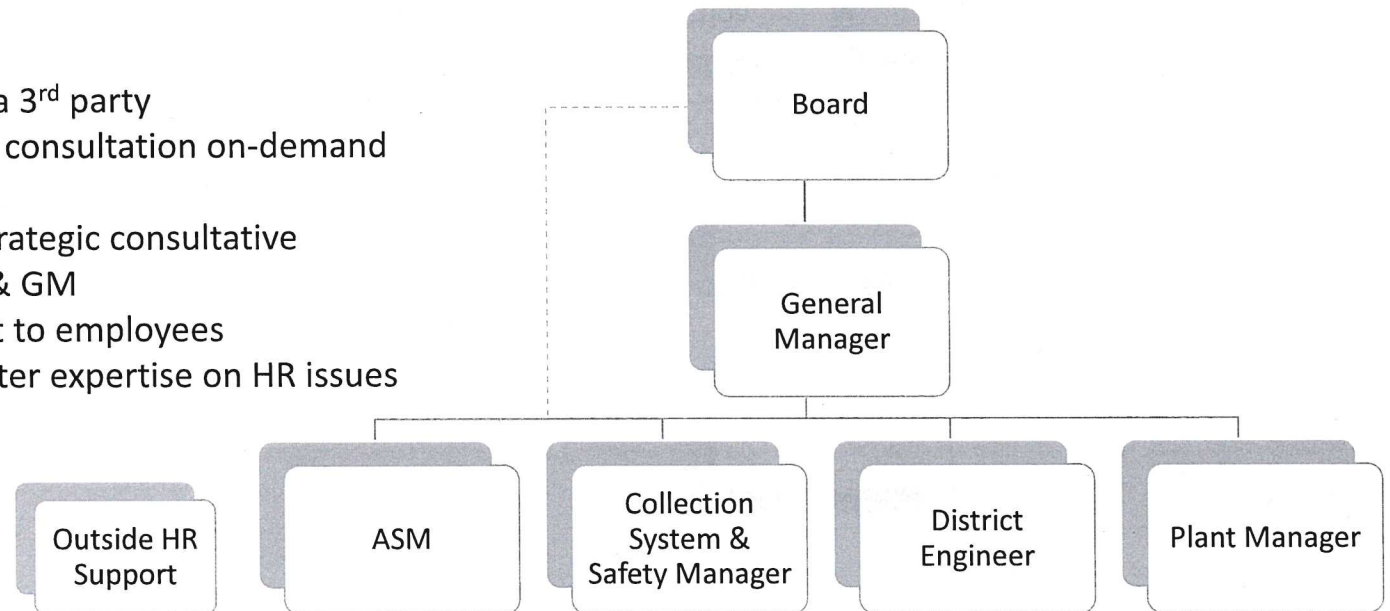 a 3rd party
consultation on-demand
rategic consultative
& GM
t to employees
ter expertise on HR issues
Board
General
Manager
Outside HR
Support
ASM
Collection
System &
Safety Manager
District
Engineer
Plant Manager